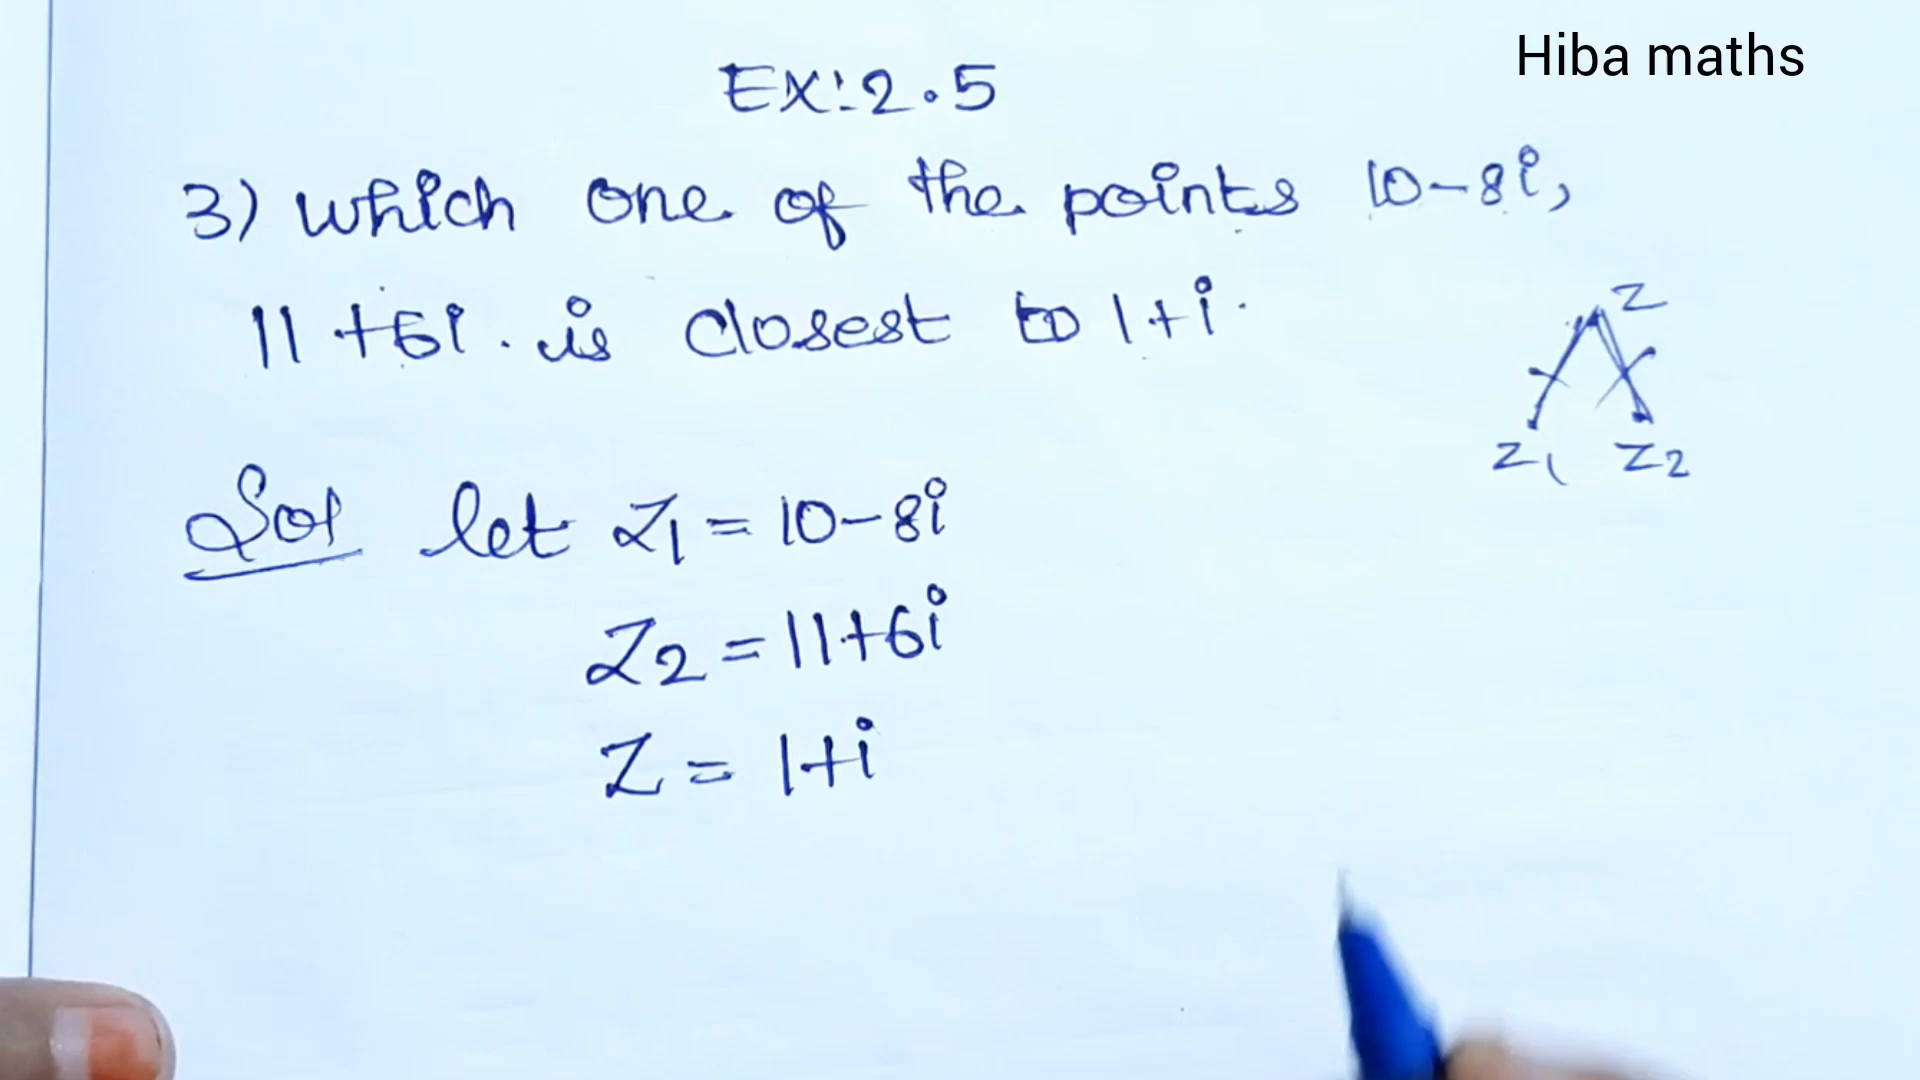 Hiba maths
Ex:2.5
3) which one of the points 10-8i,
11+6i. is closest to 1+i.
Z
Z1 Z2
Sol let Z1 = 10-8i
Z2 = 11+6i
Z = 1+i